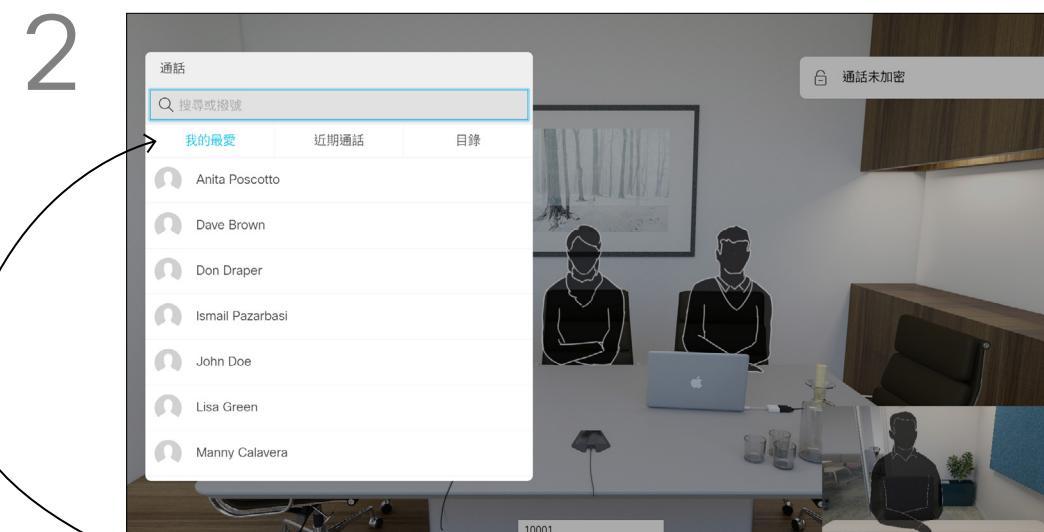 2
通話
通話未加密
搜尋或撥號
我的最愛 近期通話 目錄
Anita Poscotto
Dave Brown
Don Draper
Ismail Pazarbasi
John Doe
Lisa Green
Manny Calavera
10001